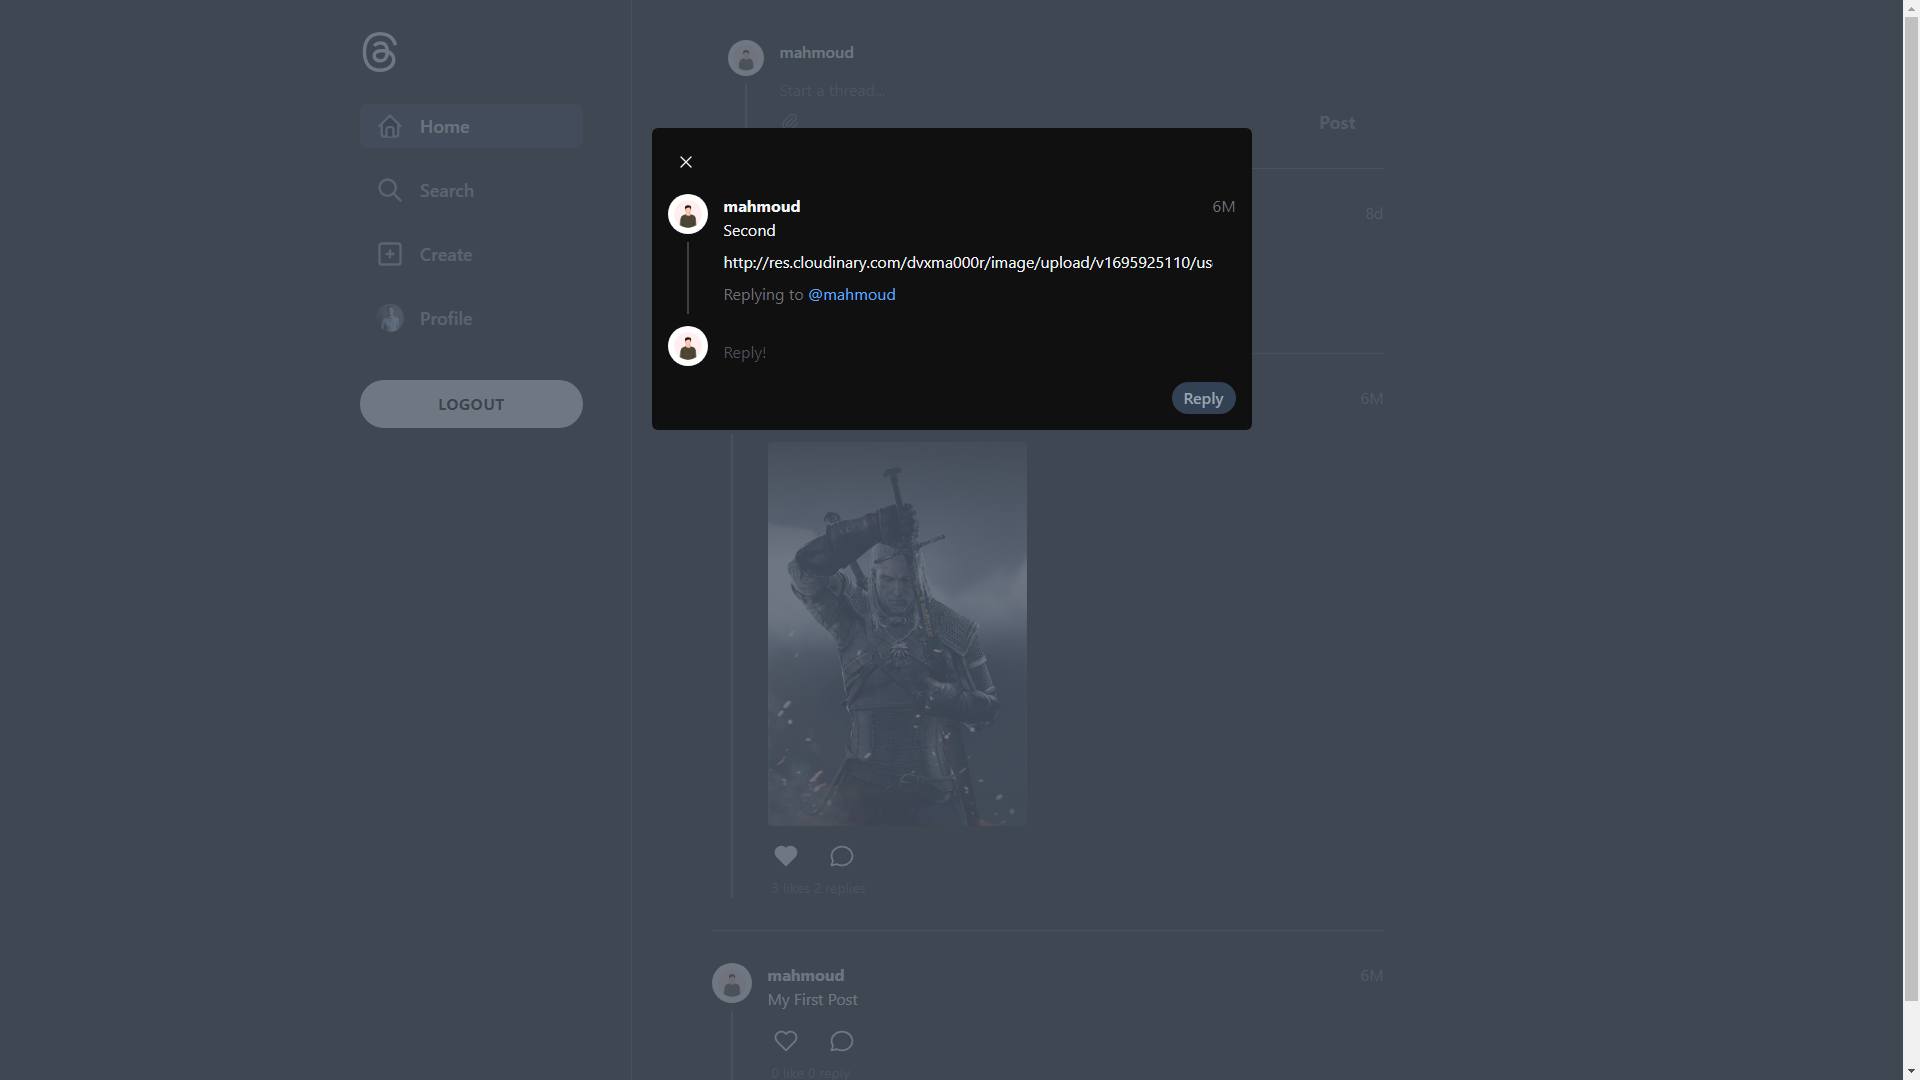 mahmoud
Start a thread...
Post
Home
Search
Create
Profile
LOGOUT
8d
mahmoud 6M
Second
http://res.cloudinary.com/dvxma000r/image/upload/v1695925110/us
Replying to @mahmoud
Reply!
Reply
6M
3 likes 2 replies
mahmoud 6M
My First Post
0 like 0 reply